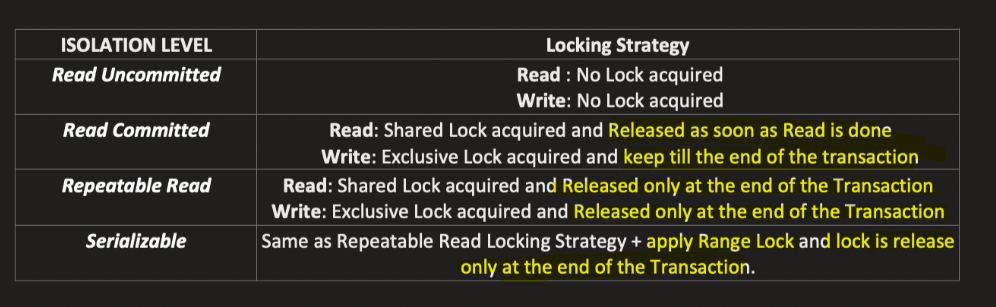 ISOLATION LEVEL Locking Strategy
Read Uncommitted Read : No Lock acquired
Write: No Lock acquired
Read Committed Read: Shared Lock acquired and Released as soon as Read is done
Write: Exclusive Lock acquired and keep till the end of the transaction
Repeatable Read Read: Shared Lock acquired and Released only at the end of the Transaction
Write: Exclusive Lock acquired and Released only at the end of the Transaction
Serializable Same as Repeatable Read Locking Strategy + apply Range Lock and lock is release
only at the end of the Transaction.